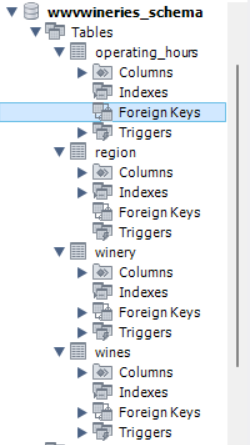 wvwwineries_schema
Tables
operating_hours
Columns
Indexes
Foreign Keys
Triggers
region
Columns
Indexes
Foreign Keys
Triggers
winery
Columns
Indexes
Foreign Keys
Triggers
wines
Columns
Indexes
Foreign Keys
Triggers